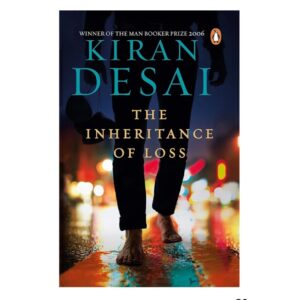 WINNER OF THE MAN BOOKER PRIZE 2006
KIRAN
DESAI
THE
INHERITANCE
OF LOSS